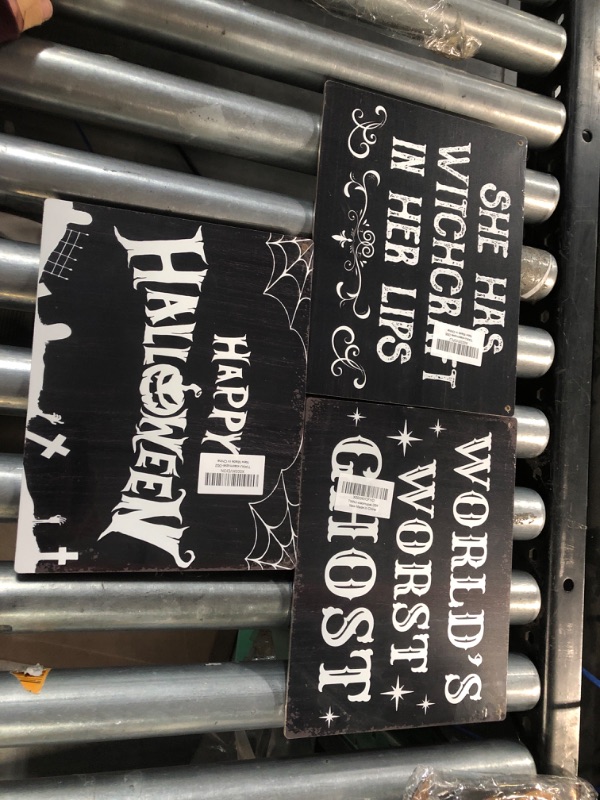 SHE HAS
WITCHCRAFT
IN HER LIPS
HAPPY
HALLOWEEN
WORLD'S
WORST
GHOST